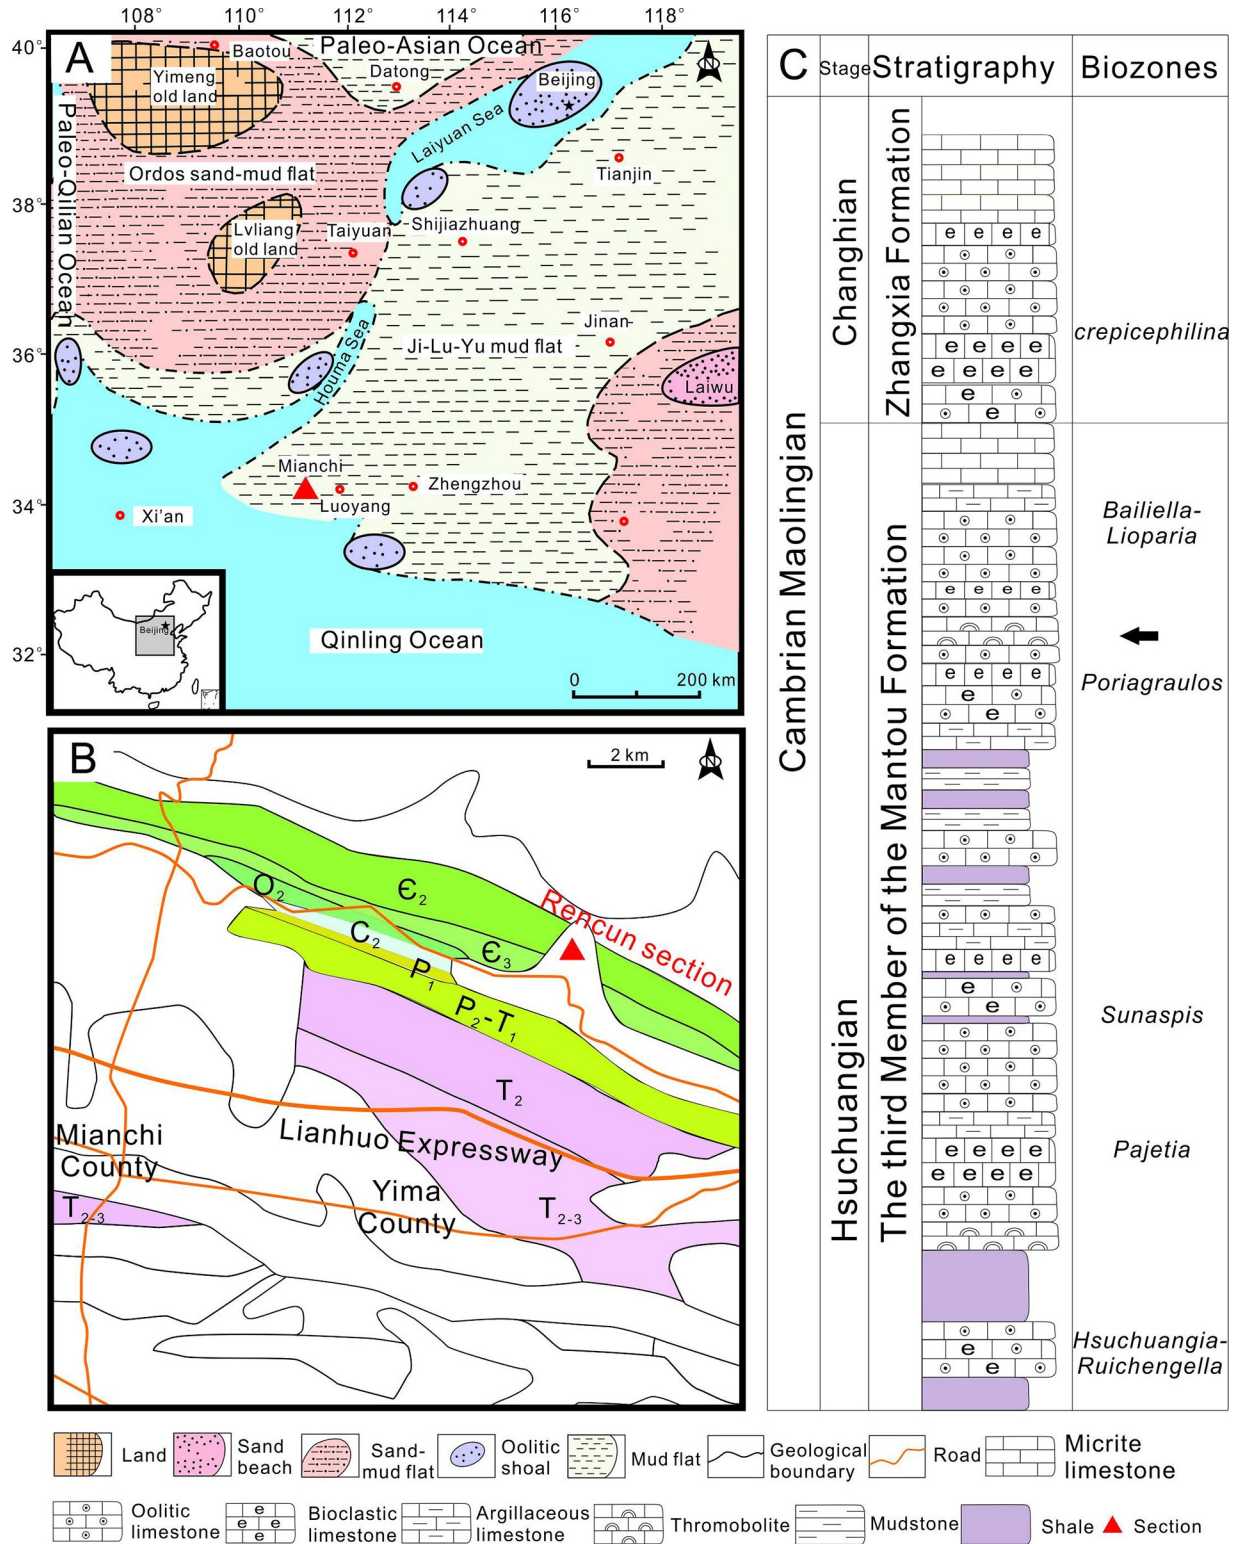 108° 110° 112° 114° 116° 118°
40°
38°
36°
34°
32°
A
Paleo-Asian Ocean
N
Baotou
Datong
Beijing
Yimeng
old land
Laiyuan Sea
Paleo-Qilian Ocean
Ordos sand-mud flat
Tianjin
Lvliang
old land
Taiyuan
Shijiazhuang
Jinan
Houma Sea
Ji-Lu-Yu mud flat
Laiwu
Mianchi
Zhengzhou
Luoyang
Xi'an
Beijing
Qinling Ocean
0 200 km
B
2 km
N
O2
Є2
Rencun section
C2
Є3
P1
P2-T1
T2
Mianchi
County
Lianhuo Expressway
Yima
County
T2-3
T2-3
C
Stage
Stratigraphy
Biozones
Cambrian Maolingian
Changhian
Zhangxia Formation
crepicephilina
Hsuchuangian
The third Member of the Mantou Formation
Bailiella-
Lioparia
Poriagraulos
Sunaspis
Pajetia
Hsuchuangia-
Ruichengella
Land
Sand
beach
Sand-
mud flat
Oolitic
shoal
Mud flat
Geological
boundary
Road
Micrite
limestone
Oolitic
limestone
Bioclastic
limestone
Argillaceous
limestone
Thrombolite
Mudstone
Shale
Section